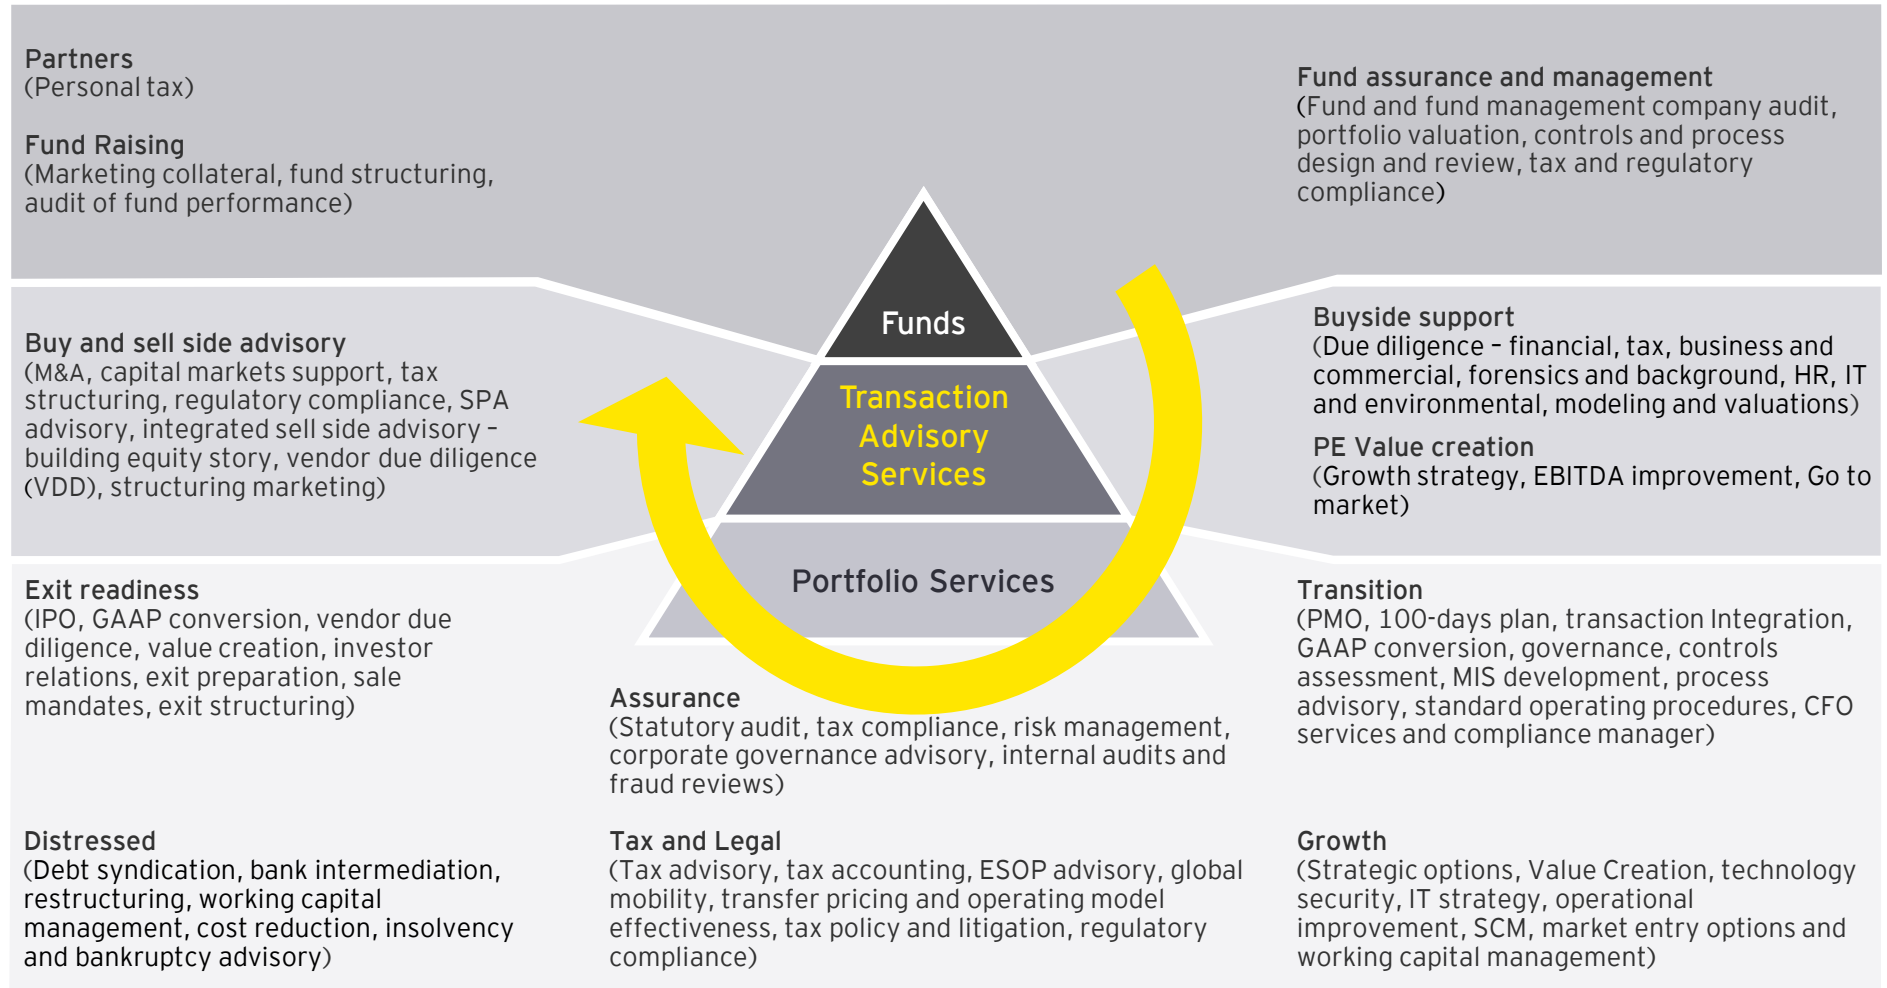 Partners
(Personal tax)
Fund Raising
(Marketing collateral, fund structuring,
audit of fund performance)
Fund assurance and management
(Fund and fund management company audit,
portfolio valuation, controls and process
design and review, tax and regulatory
compliance)
Funds
Buy and sell side advisory
(M&A, capital markets support, tax
structuring, regulatory compliance, SPA
advisory, integrated sell side advisory –
building equity story, vendor due diligence
(VDD), structuring marketing)
Transaction
Advisory
Services
Buyside support
(Due diligence – financial, tax, business and
commercial, forensics and background, HR, IT
and environmental, modeling and valuations)
PE Value creation
(Growth strategy, EBITDA improvement, Go to
market)
Portfolio Services
Exit readiness
(IPO, GAAP conversion, vendor due
diligence, value creation, investor
relations, exit preparation, sale
mandates, exit structuring)
Assurance
(Statutory audit, tax compliance, risk management,
corporate governance advisory, internal audits and
fraud reviews)
Transition
(PMO, 100-days plan, transaction Integration,
GAAP conversion, governance, controls
assessment, MIS development, process
advisory, standard operating procedures, CFO
services and compliance manager)
Distressed
(Debt syndication, bank intermediation,
restructuring, working capital
management, cost reduction, insolvency
and bankruptcy advisory)
Tax and Legal
(Tax advisory, tax accounting, ESOP advisory, global
mobility, transfer pricing and operating model
effectiveness, tax policy and litigation, regulatory
compliance)
Growth
(Strategic options, Value Creation, technology
security, IT strategy, operational
improvement, SCM, market entry options and
working capital management)